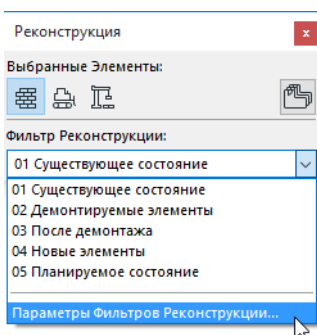 Реконструкция
Выбранные Элементы:
Фильтр Реконструкции:
01 Существующее состояние
01 Существующее состояние
02 Демонтируемые элементы
03 После демонтажа
04 Новые элементы
05 Планируемое состояние
Параметры Фильтров Реконструкции...